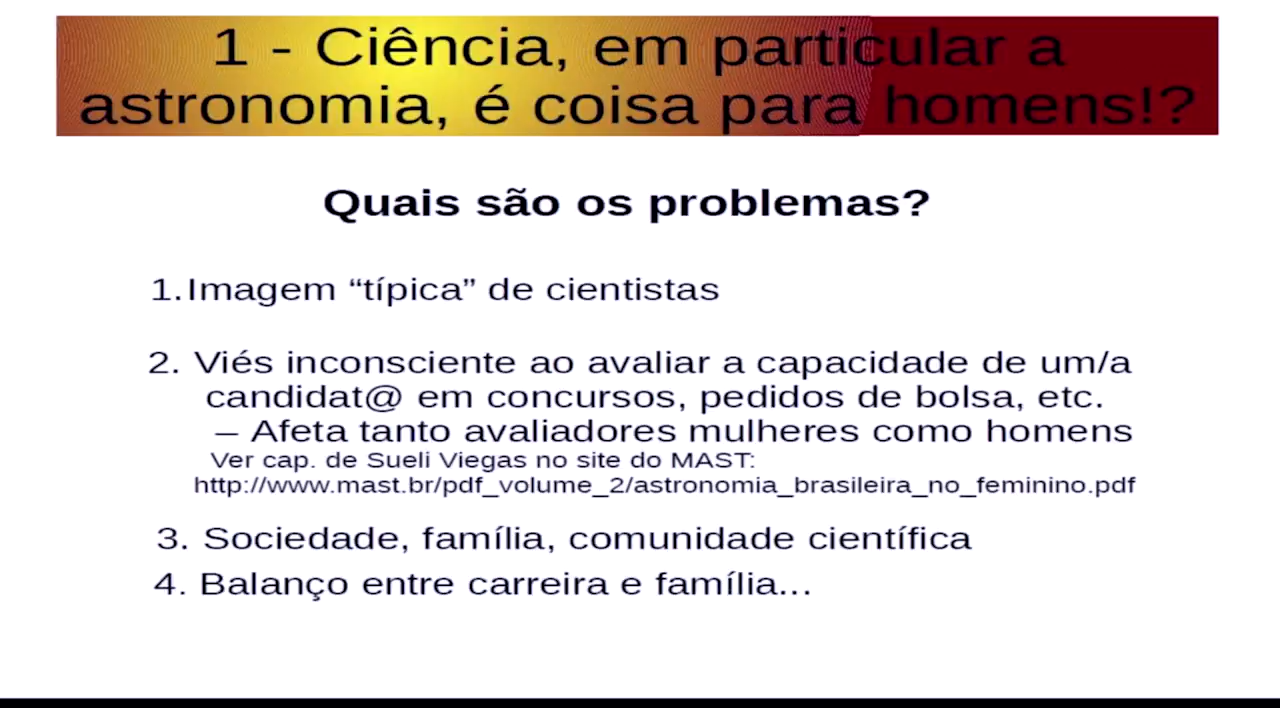 1 - Ciência, em particular a
astronomia, é coisa para homens!?
Quais são os problemas?
1.Imagem “típica” de cientistas
2. Viés inconsciente ao avaliar a capacidade de um/a
candidat@ em concursos, pedidos de bolsa, etc.
– Afeta tanto avaliadores mulheres como homens
Ver cap. de Sueli Viegas no site do MAST:
http://www.mast.br/pdf_volume_2/astronomia_brasileira_no_feminino.pdf
3. Sociedade, família, comunidade científica
4. Balanço entre carreira e família...